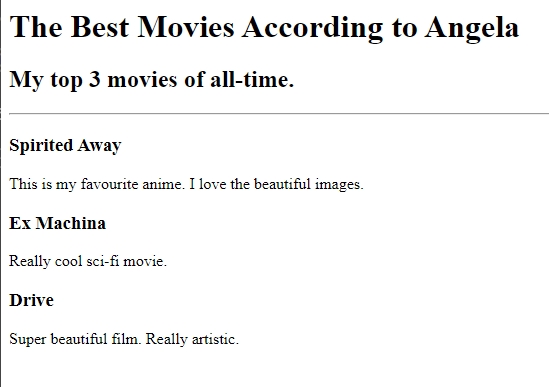 The Best Movies According to Angela
My top 3 movies of all-time.
Spirited Away
This is my favourite anime. I love the beautiful images.
Ex Machina
Really cool sci-fi movie.
Drive
Super beautiful film. Really artistic.